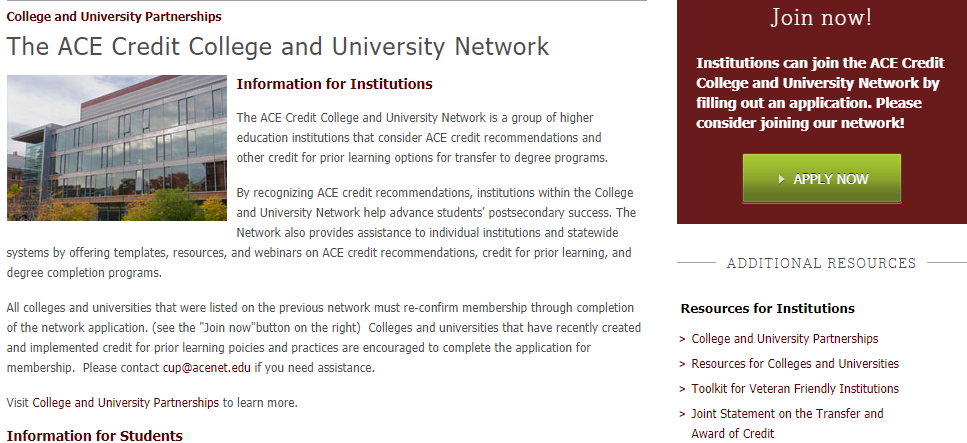 College and University Partnerships
The ACE Credit College and University Network
Information for Institutions
The ACE Credit College and University Network is a group of higher
education institutions that consider ACE credit recommendations and
other credit for prior learning options for transfer to degree programs.
By recognizing ACE credit recommendations, institutions within the College
and University Network help advance students' postsecondary success. The
Network also provides assistance to individual institutions and statewide
systems by offering templates, resources, and webinars on ACE credit recommendations, credit for prior learning, and
degree completion programs.
All colleges and universities that were listed on the previous network must re-confirm membership through completion
of the network application. (see the "Join now"button on the right)  Colleges and universities that have recently created
and implemented credit for prior learning poicies and practices are encouraged to complete the application for
membership.  Please contact cup@acenet.edu if you need assistance.
Visit College and University Partnerships to learn more.
Information for Students
Join now!
Institutions can join the ACE Credit
College and University Network by
filling out an application. Please
consider joining our network!
APPLY NOW
ADDITIONAL RESOURCES
Resources for Institutions
> College and University Partnerships
> Resources for Colleges and Universities
> Toolkit for Veteran Friendly Institutions
> Joint Statement on the Transfer and
Award of Credit